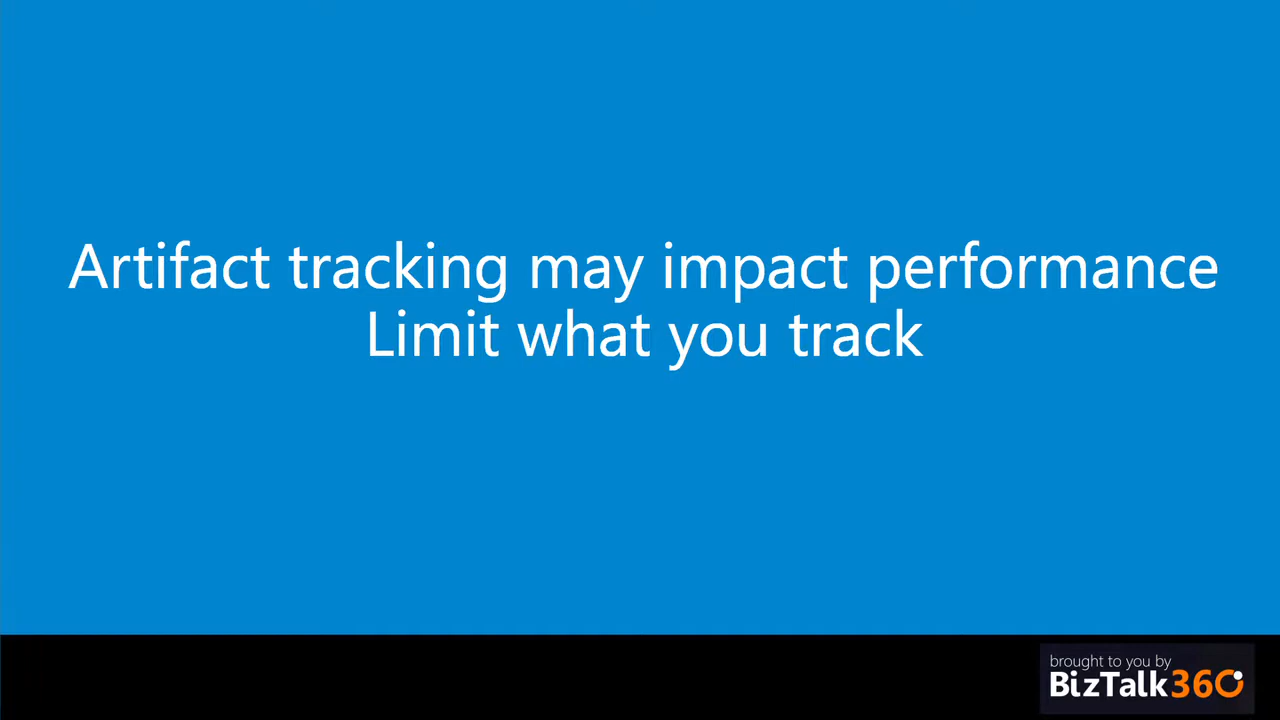 Artifact tracking may impact performance
Limit what you track
brought to you by
BizTalk360